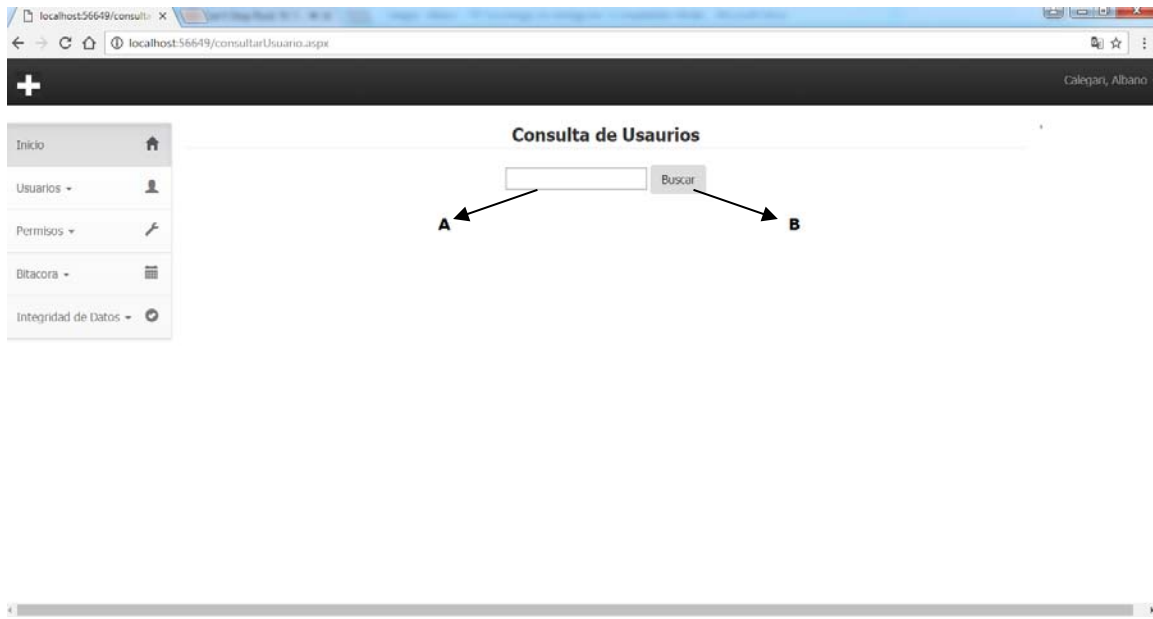 localhost:56649/consult
localhost:56649/consultarUsuario.aspx
Calegari, Albano
Consulta de Usaurios
Inicio
Buscar
Usuarios
A
B
Permisos
Bitacora
Integridad de Datos